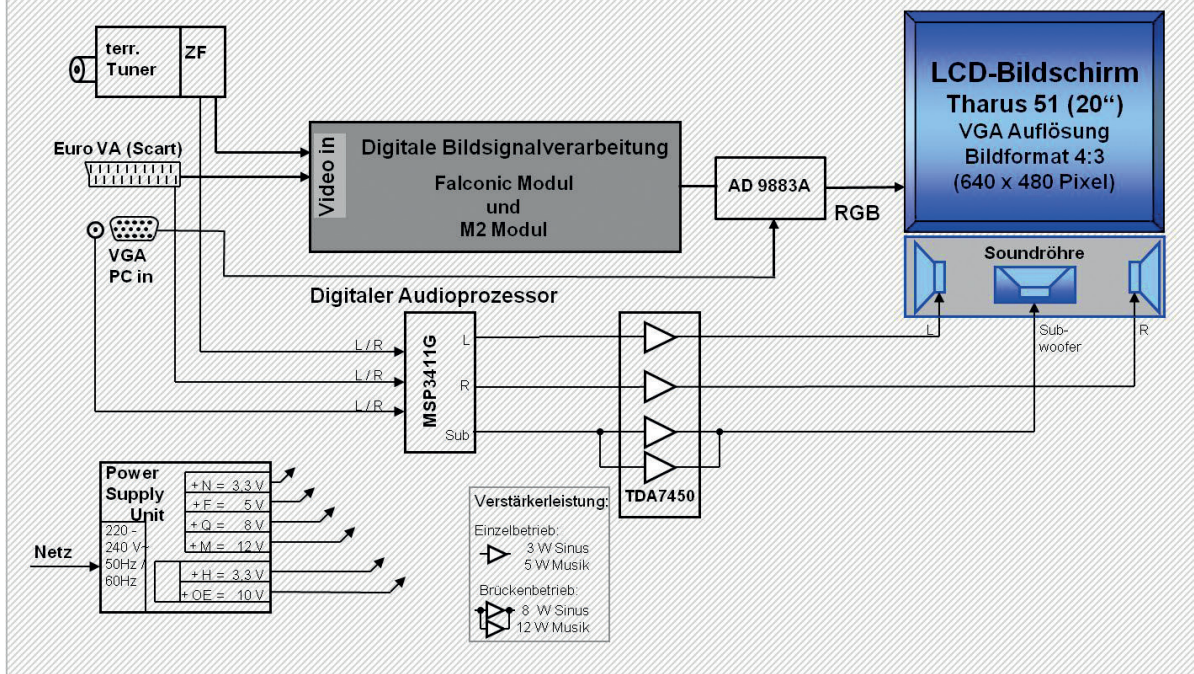 terr.
Tuner
ZF
Euro VA (Scart)
VGA
PC in
Video in
Digitale Bildsignalverarbeitung
Falconic Modul
und
M2 Modul
AD 9883A
RGB
LCD-Bildschirm
Tharus 51 (20“)
VGA Auflösung
Bildformat 4:3
(640 x 480 Pixel)
Soundröhre
L
Sub-
woofer
R
Digitaler Audioprozessor
L / R
L / R
L / R
MSP3411G
L
R
Sub
TDA7450
Power
Supply
Unit
220 -
240 V~
50Hz /
60Hz
Netz
+ N = 3,3 V
+ F = 5 V
+ Q = 8 V
+ M = 12 V
+ H = 3,3 V
+ OE = 10 V
Verstärkerleistung:
Einzelbetrieb:
3 W Sinus
5 W Musik
Brückenbetrieb:
8 W Sinus
12 W Musik